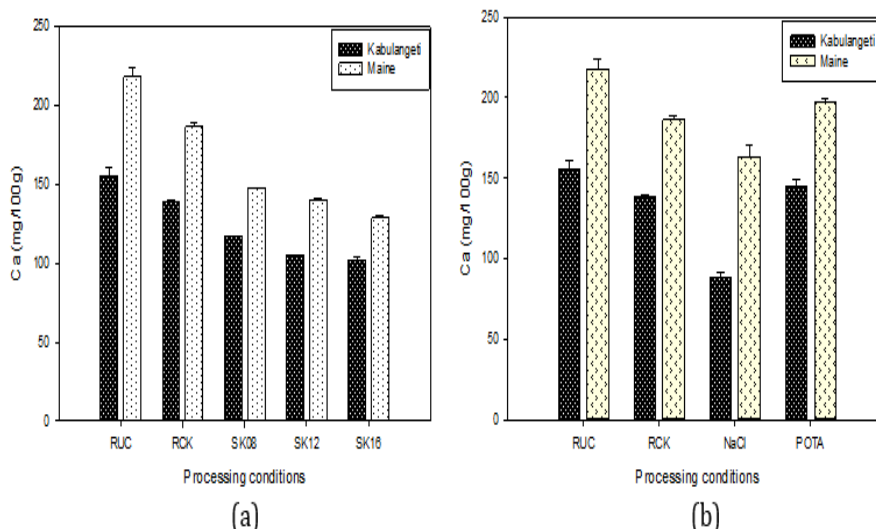 250
200
150
100
50
0
Ca (mg/100g)
Kabulangeti
Maine
RUC RCK SK08 SK12 SK16
Processing conditions
(a)
250
200
150
100
50
0
Ca (mg/100g)
Kabulangeti
Maine
RUC RCK NaCl POTA
Processing conditions
(b)